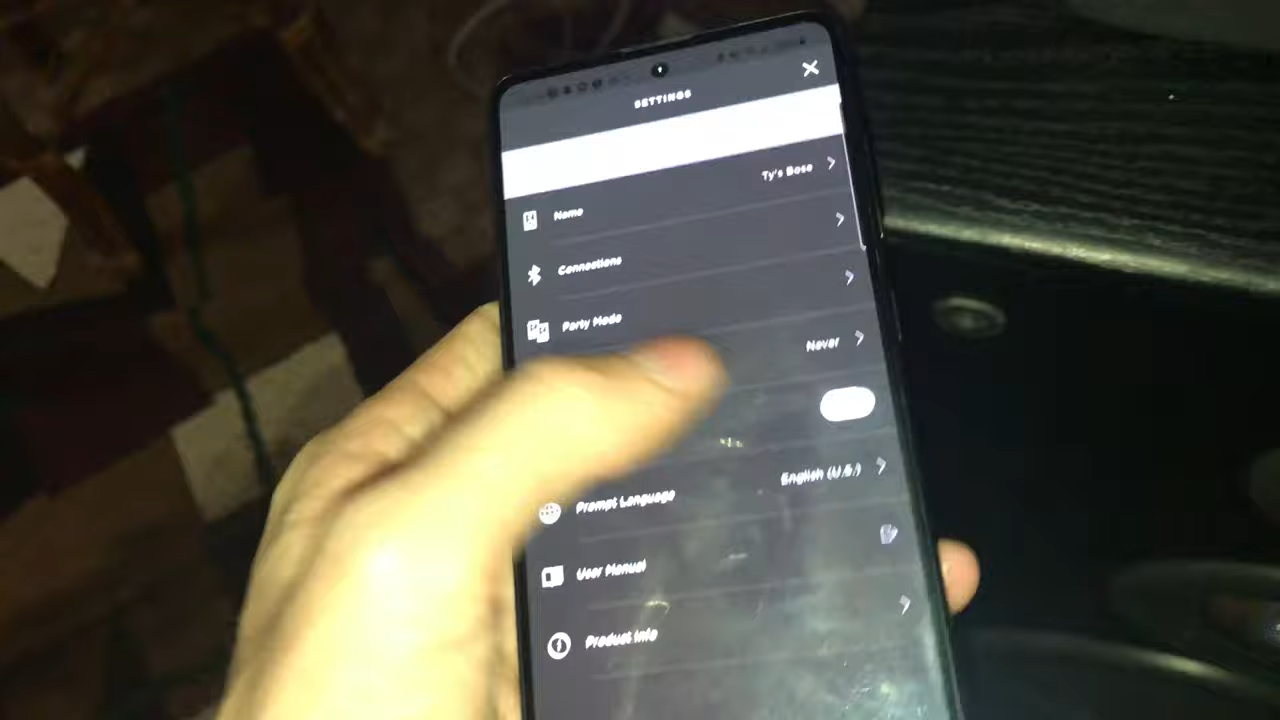 SETTINGS
Name
Ty's Bose
Connections
Party Mode
Never
Prompt Language
English (U.S.)
User Manual
Product Info